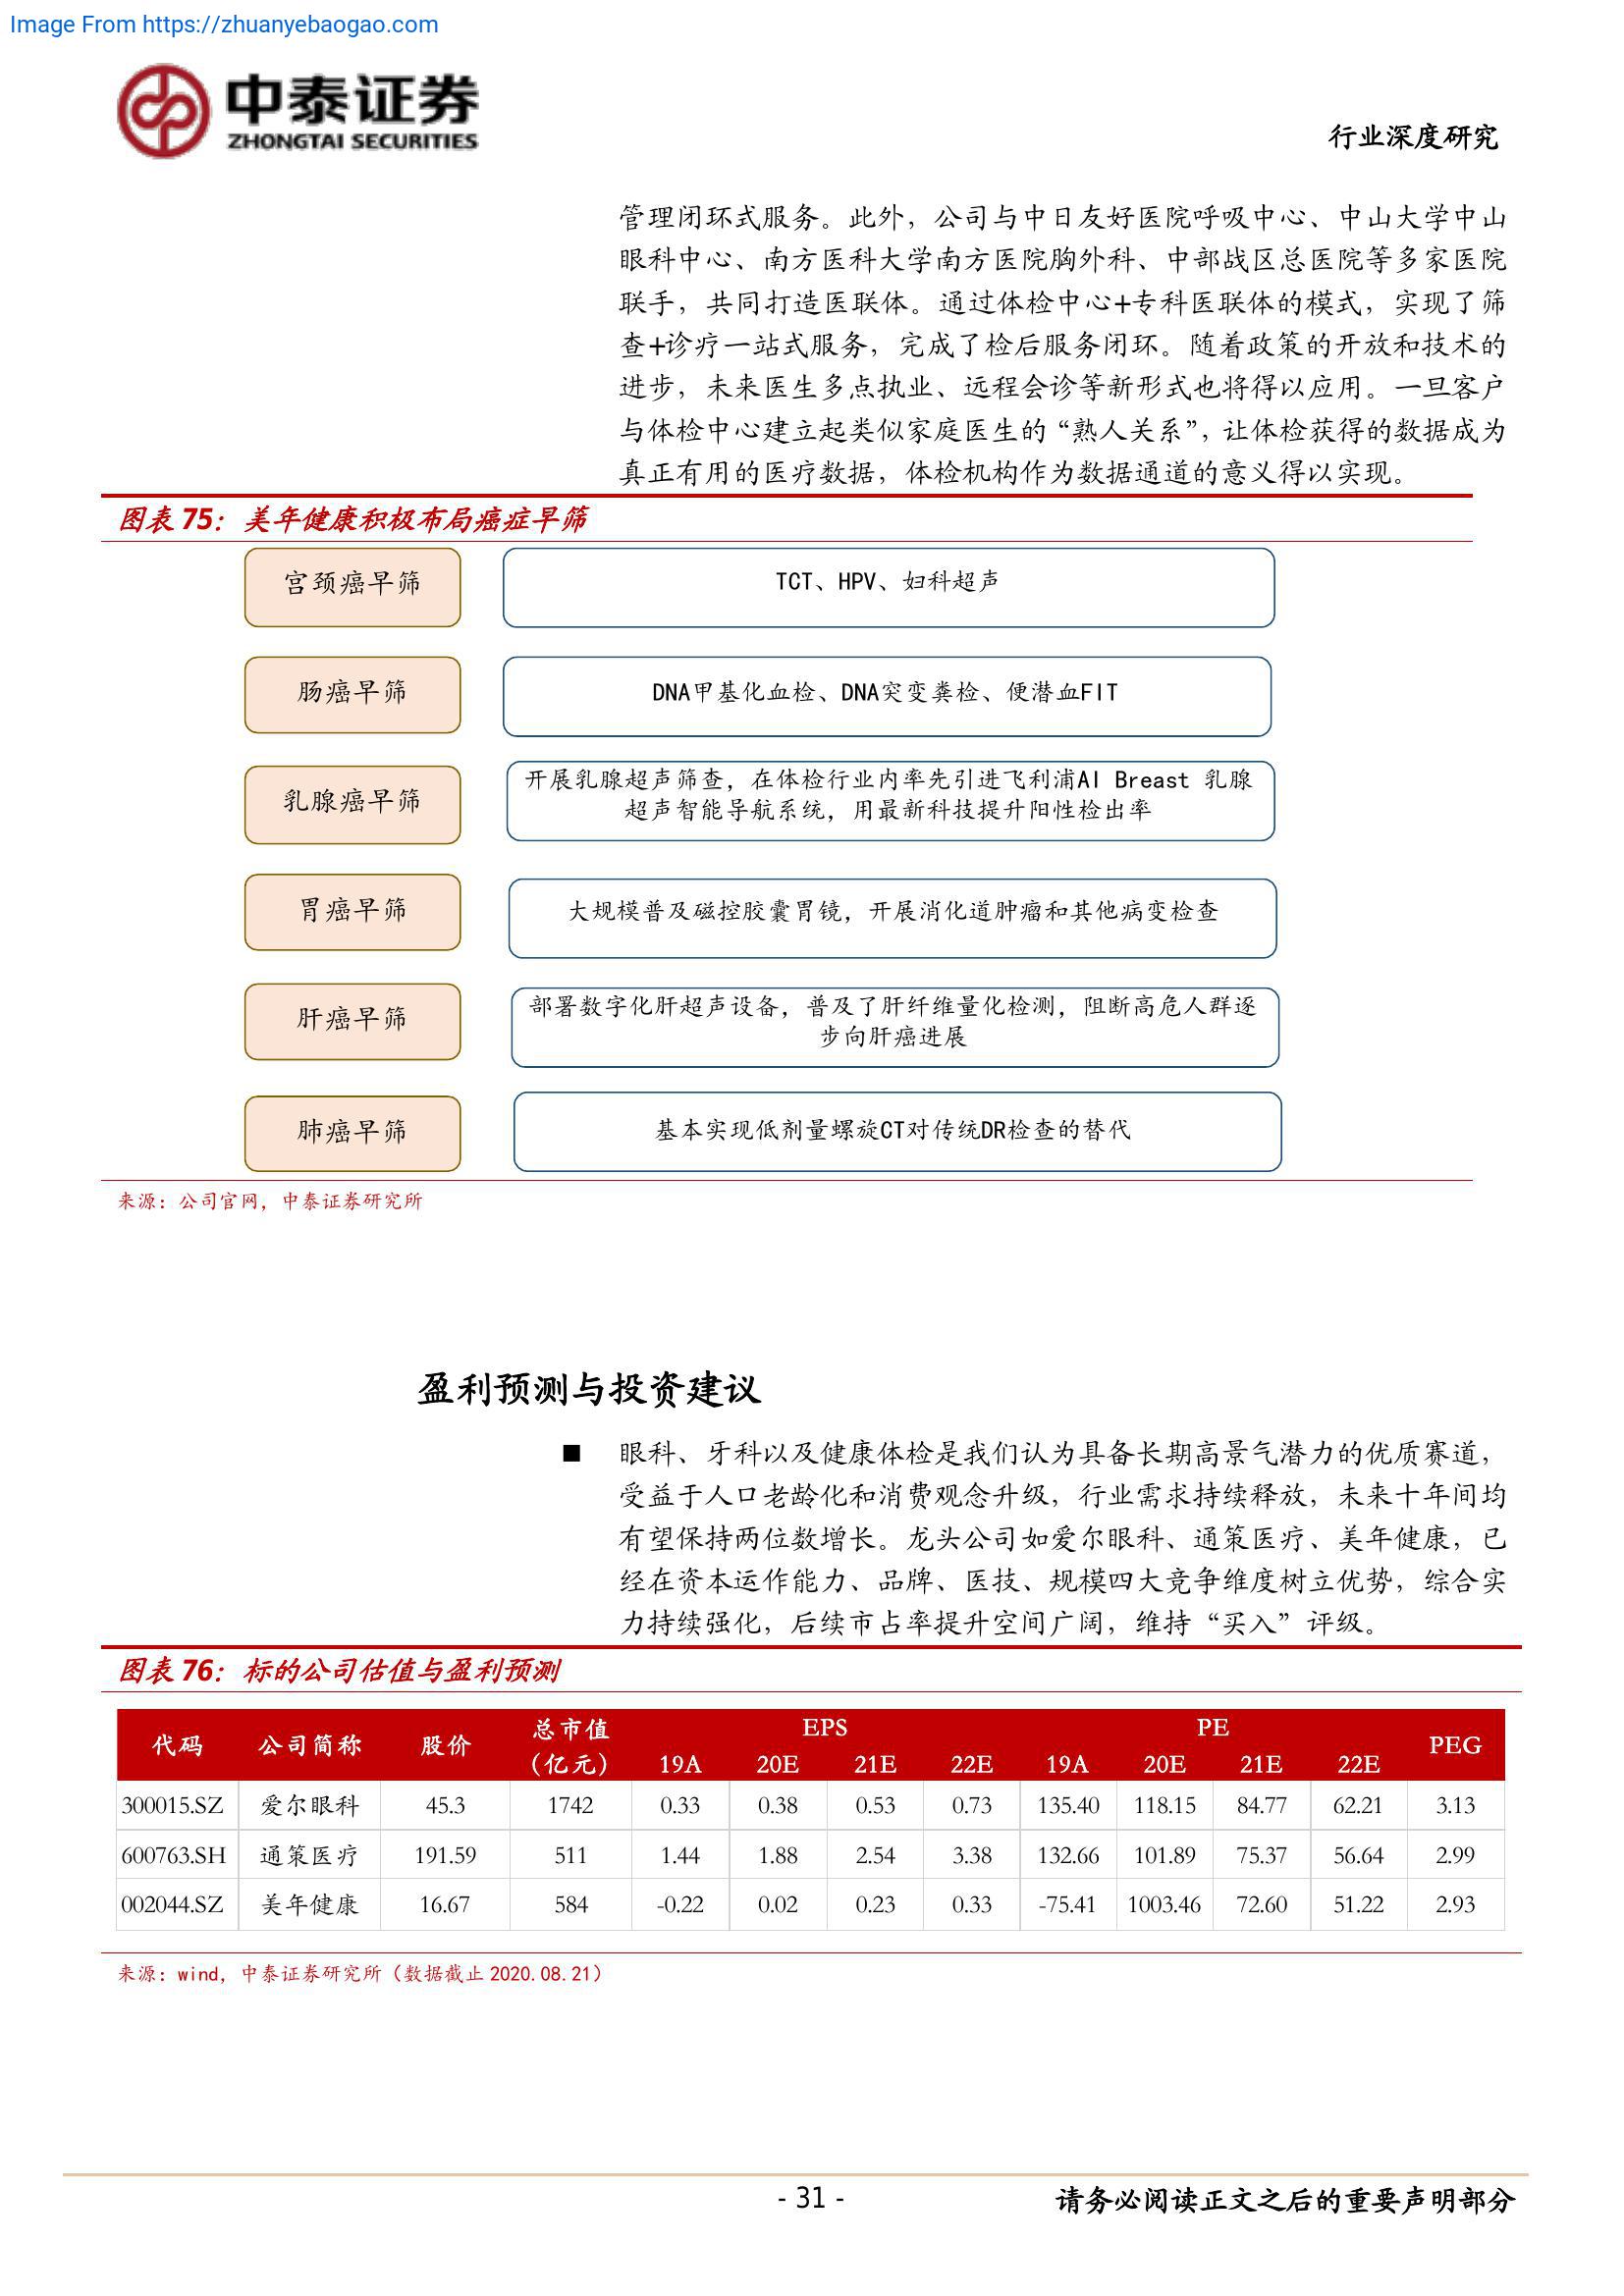 Image From https://zhuanyebaogao.com
中泰证券
ZHONGTAI SECURITIES
行业深度研究
管理闭环式服务。此外，公司与中日友好医院呼吸中心、中山大学中山
眼科中心、南方医科大学南方医院胸外科、中部战区总医院等多家医院
联手，共同打造医联体。通过体检中心+专科医联体的模式，实现了筛
查+诊疗一站式服务，完成了检后服务闭环。随着政策的开放和技术的
进步，未来医生多点执业、远程会诊等新形式也将得以应用。一旦客户
与体检中心建立起类似家庭医生的“熟人关系”，让体检获得的数据成为
真正有用的医疗数据，体检机构作为数据通道的意义得以实现。
图表 75：美年健康积极布局癌症早筛
宫颈癌早筛 TCT、HPV、妇科超声
肠癌早筛 DNA甲基化血检、DNA突变粪检、便潜血FIT
乳腺癌早筛 开展乳腺超声筛查，在体检行业内率先引进飞利浦AI Breast 乳腺
超声智能导航系统，用最新科技提升阳性检出率
胃癌早筛 大规模普及磁控胶囊胃镜，开展消化道肿瘤和其他病变检查
肝癌早筛 部署数字化肝超声设备，普及了肝纤维量化检测，阻断高危人群逐
步向肝癌进展
肺癌早筛 基本实现低剂量螺旋CT对传统DR检查的替代
来源：公司官网，中泰证券研究所
盈利预测与投资建议
■ 眼科、牙科以及健康体检是我们认为具备长期高景气潜力的优质赛道，
受益于人口老龄化和消费观念升级，行业需求持续释放，未来十年间均
有望保持两位数增长。龙头公司如爱尔眼科、通策医疗、美年健康，已
经在资本运作能力、品牌、医技、规模四大竞争维度树立优势，综合实
力持续强化，后续市占率提升空间广阔，维持“买入”评级。
图表 76：标的公司估值与盈利预测
代码 公司简称 股价 总市值（亿元） EPS PE PEG
19A 20E 21E 22E 19A 20E 21E 22E
300015.SZ 爱尔眼科 45.3 1742 0.33 0.38 0.53 0.73 135.40 118.15 84.77 62.21 3.13
600763.SH 通策医疗 191.59 511 1.44 1.88 2.54 3.38 132.66 101.89 75.37 56.64 2.99
002044.SZ 美年健康 16.67 584 -0.22 0.02 0.23 0.33 -75.41 1003.46 72.60 51.22 2.93
来源：wind，中泰证券研究所（数据截止 2020.08.21）
- 31 -
请务必阅读正文之后的重要声明部分